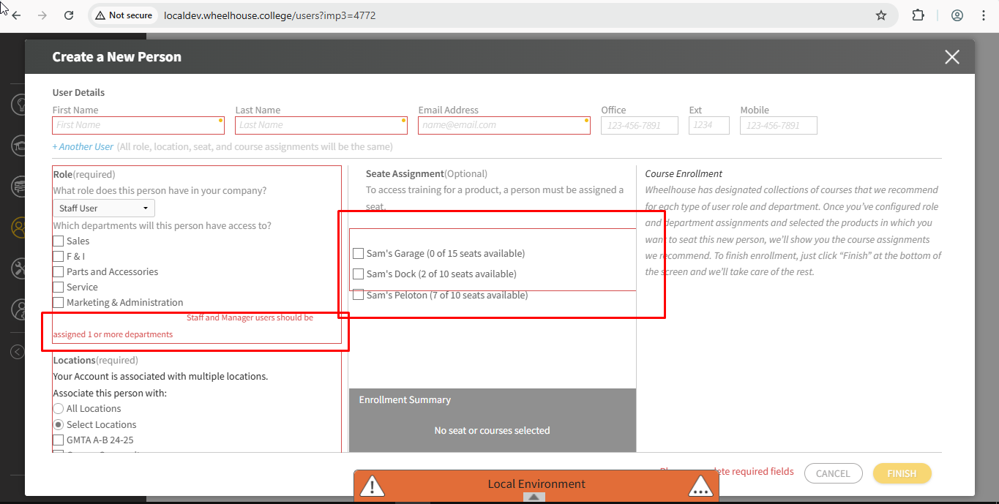 Not secure
localdev.wheelhouse.college/users?imp3=4772
Create a New Person
User Details
First Name
Last Name
Email Address
Office
Ext
Mobile
First Name
Last Name
name@email.com
123-456-7891
1234
123-456-7891
+ Another User (All role, location, seat, and course assignments will be the same)
Role(required)
What role does this person have in your company?
Staff User
Which departments will this person have access to?
Sales
F & I
Parts and Accessories
Service
Marketing & Administration
Staff and Manager users should be
assigned 1 or more departments
Locations(required)
Your Account is associated with multiple locations.
Associate this person with:
All Locations
Select Locations
GMTA A-B 24-25
Seate Assignment(Optional)
To access training for a product, a person must be assigned a
seat.
Sam's Garage (0 of 15 seats available)
Sam's Dock (2 of 10 seats available)
Sam's Peloton (7 of 10 seats available)
Enrollment Summary
No seat or courses selected
Course Enrollment
Wheelhouse has designated collections of courses that we recommend
for each type of user role and department. Once you've configured role
and department assignments and selected the products in which you
want to seat this new person, we'll show you the course assignments
we recommend. To finish enrollment, just click “Finish” at the bottom of
the screen and we'll take care of the rest.
required fields
CANCEL
FINISH
Local Environment